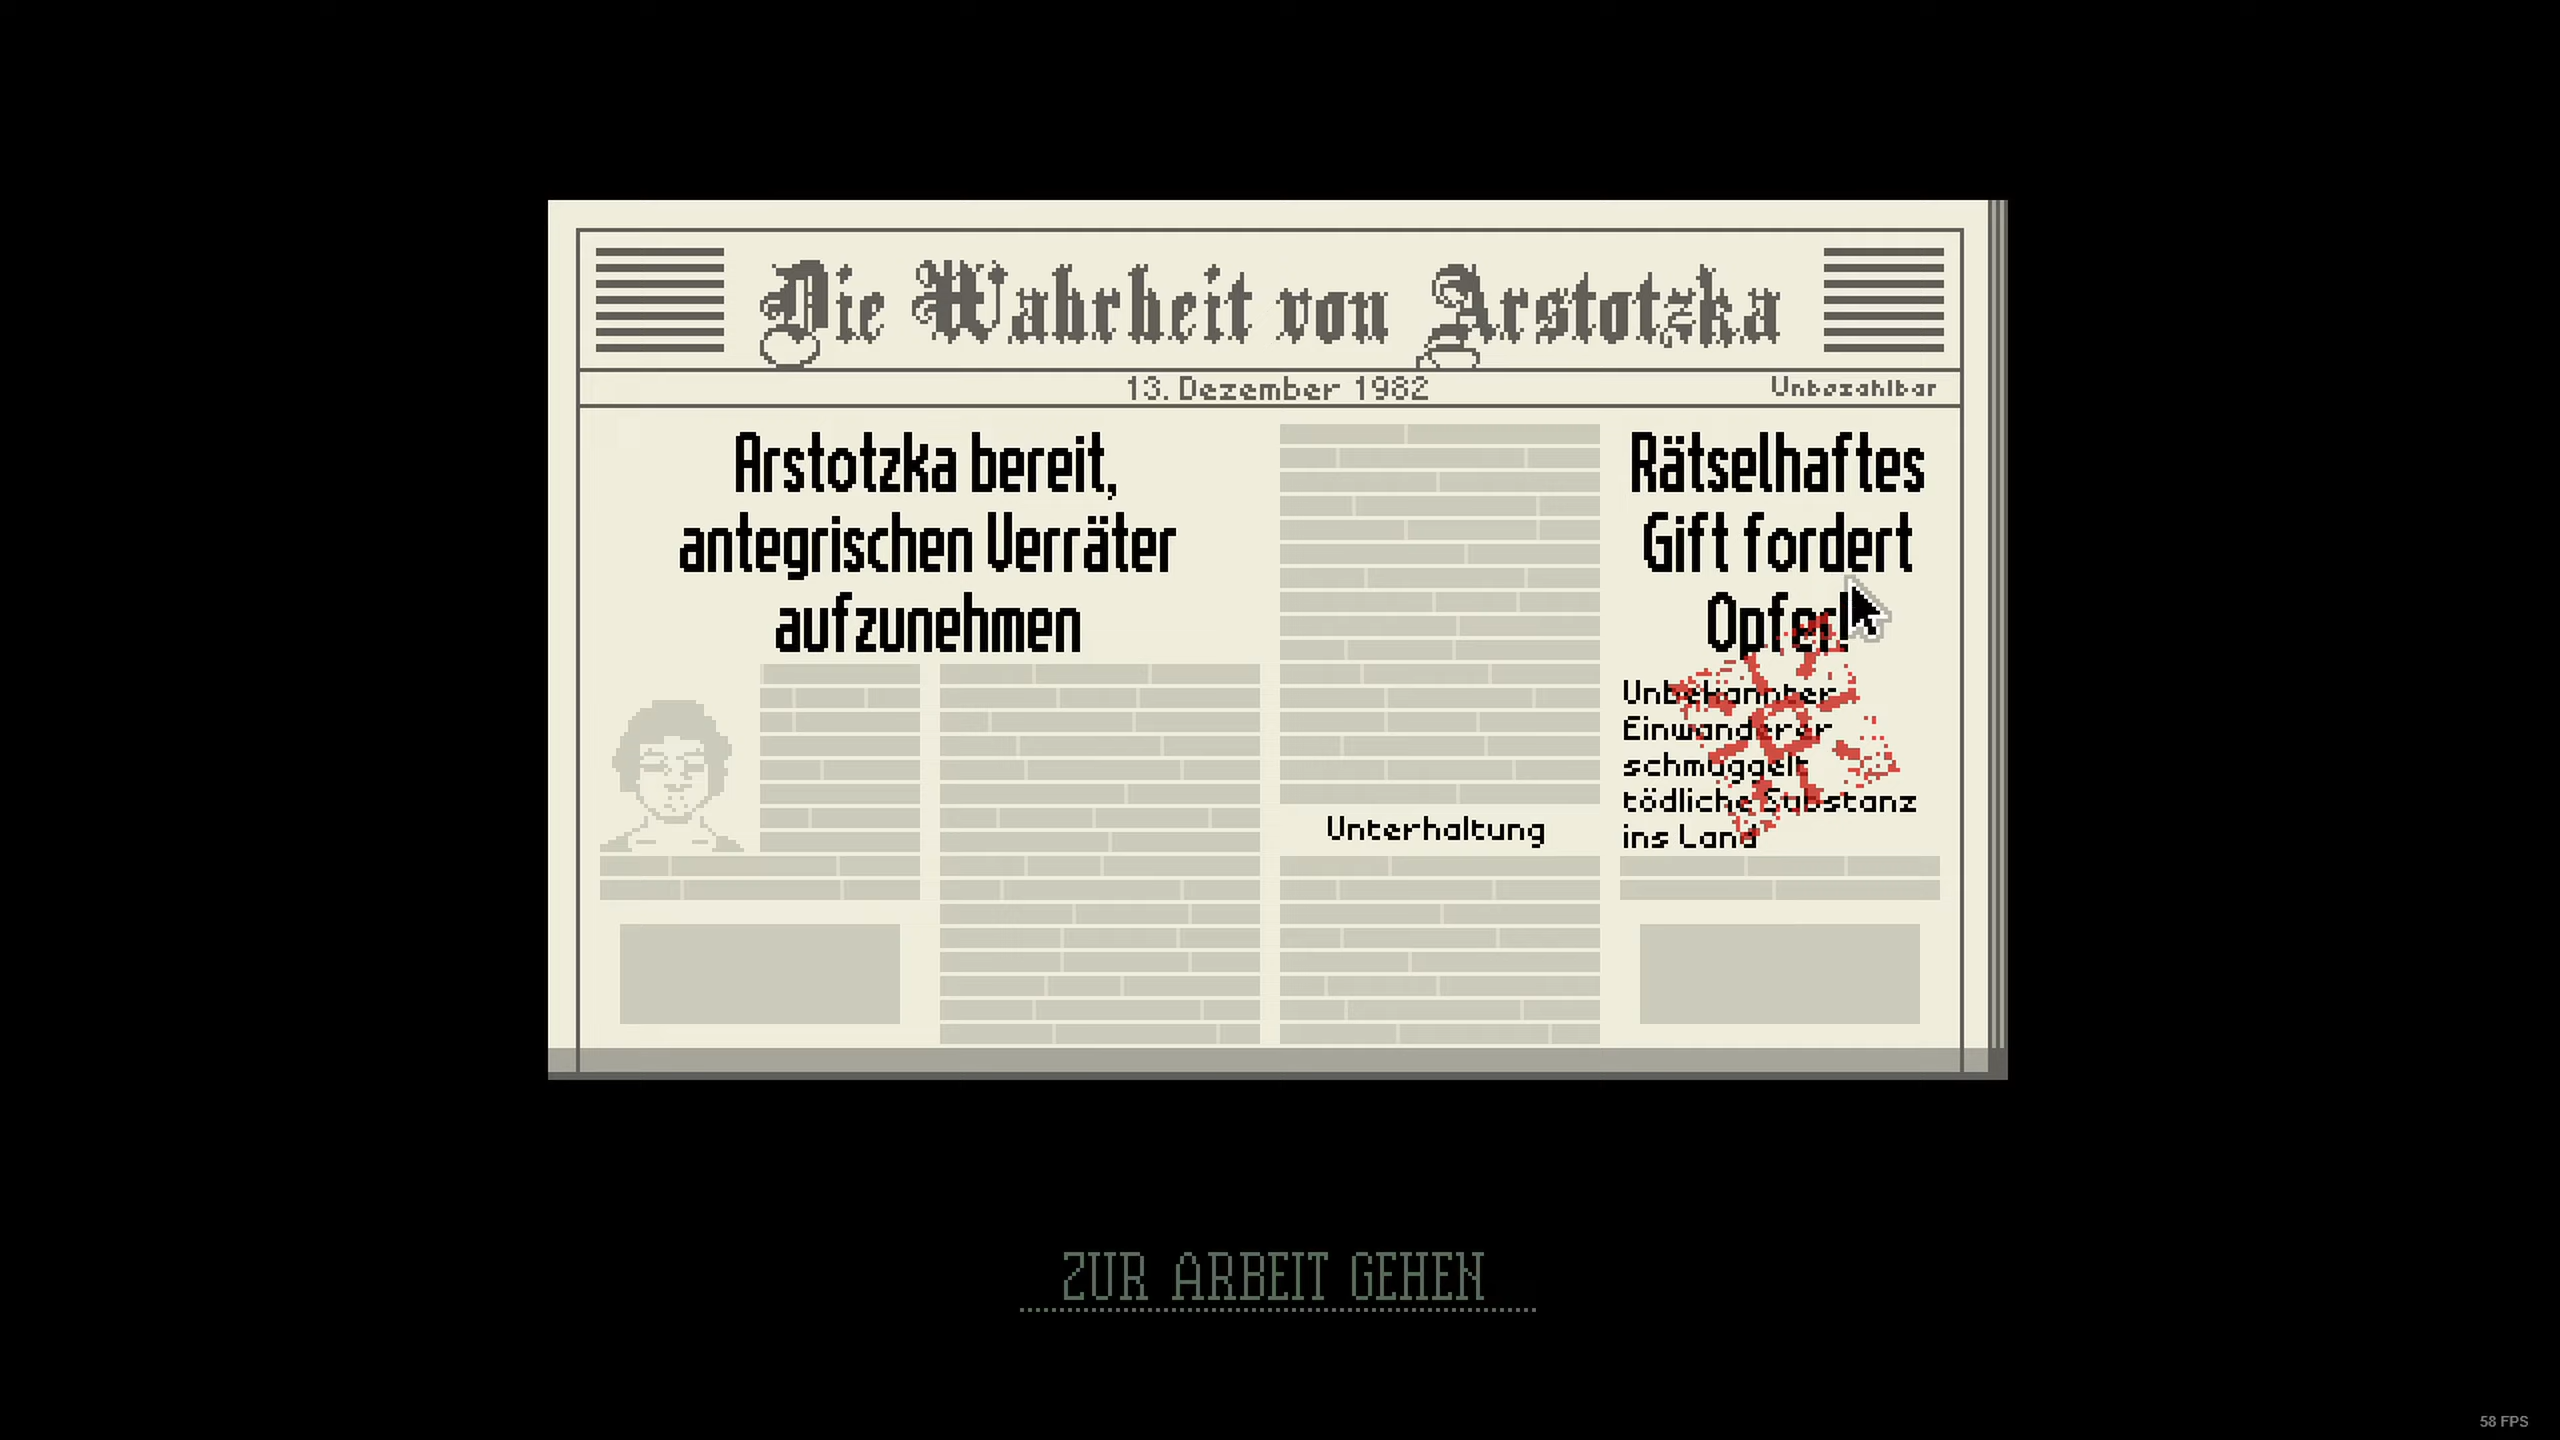 Die Wahrheit von Arstotzka
13. Dezember 1982
Unbezahlbar
Arstotzka bereit,
antegrischen Verräter
aufzunehmen
Unterhaltung
Rätselhaftes
Gift fordert
Opfer!
Unbekannter
Einwanderer
schmuggelt
tödliche Substanz
ins Land
ZUR ARBEIT GEHEN
58 FPS